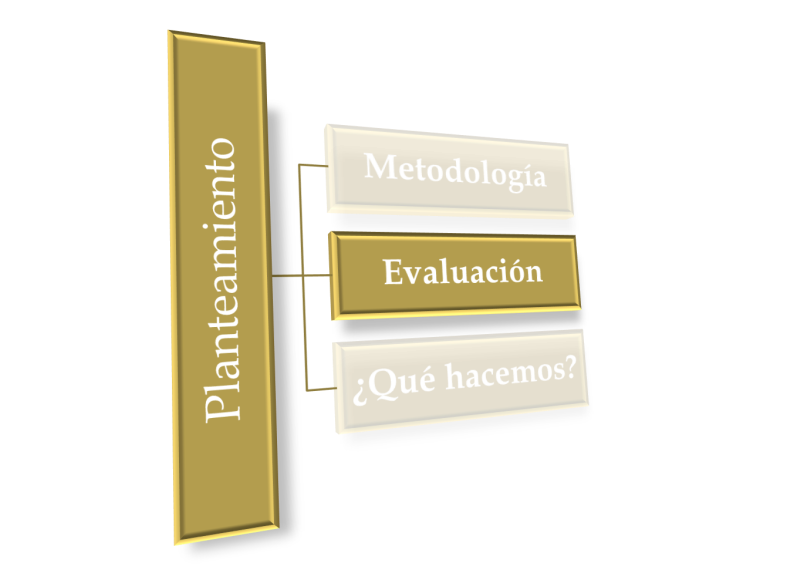 Planteamiento
Metodología
Evaluación
¿Qué hacemos?